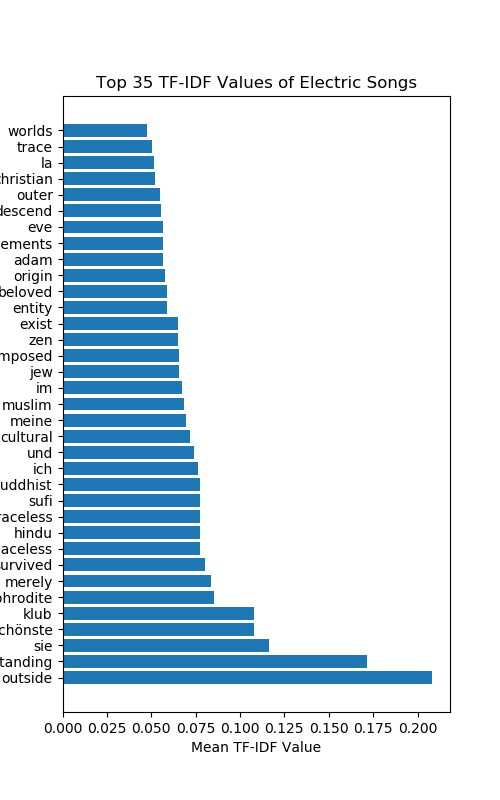 Top 35 TF-IDF Values of Electric Songs
worlds
trace
la
christian
outer
descend
eve
ements
adam
origin
beloved
entity
exist
zen
mposed
jew
im
muslim
meine
cultural
und
ich
uddhist
sufi
raceless
hindu
aceless
survived
merely
phrodite
klub
chönste
sie
tanding
outside
0.000 0.025 0.050 0.075 0.100 0.125 0.150 0.175 0.200
Mean TF-IDF Value